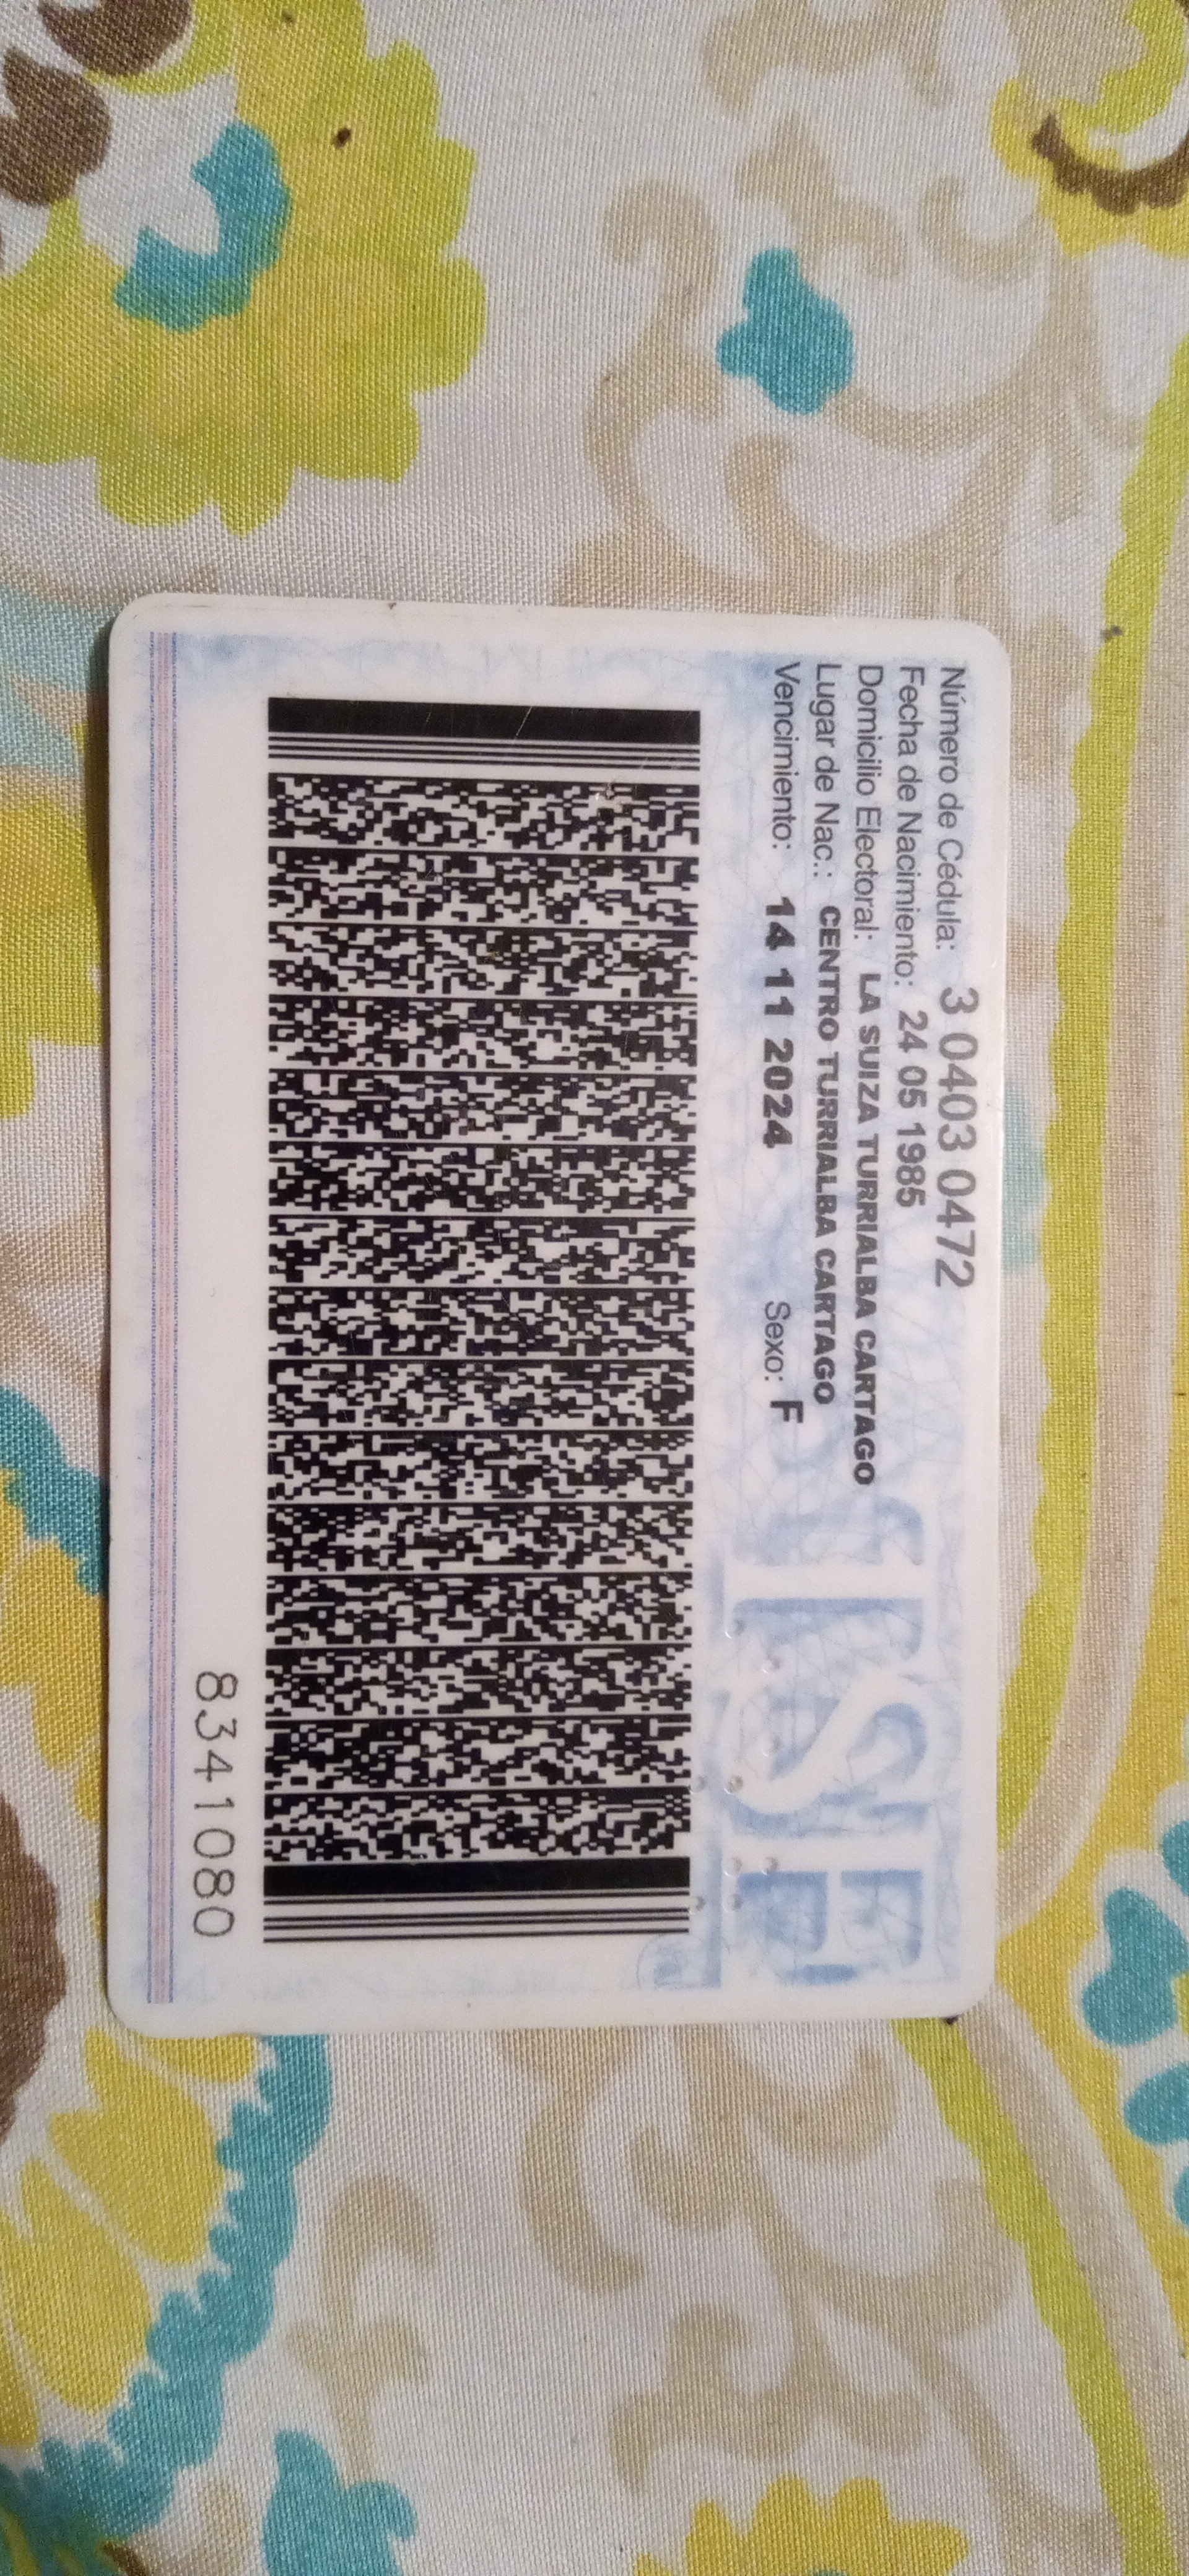 Número de Cédula: 3 0403 0472
Fecha de Nacimiento: 24 05 1985
Domicilio Electoral: LA SUIZA TURRIALBA CARTAGO
Lugar de Nac.: CENTRO TURRIALBA CARTAGO
Vencimiento: 14 11 2024 Sexo: F
TSE
8341080